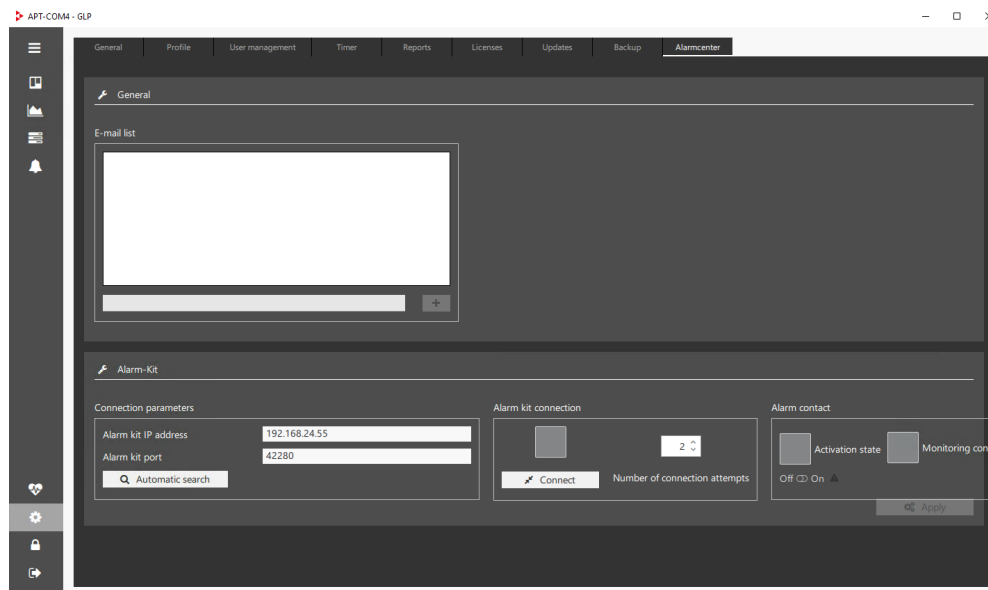 APT-COM4 - GLP
General Profile User management Timer Reports Licenses Updates Backup Alarmcenter
General
E-mail list
Alarm-Kit
Connection parameters
Alarm kit IP address 192.168.24.55
Alarm kit port 42280
Automatic search
Alarm kit connection
2
Connect Number of connection attempts
Alarm contact
Activation state Monitoring con
Off On
Apply